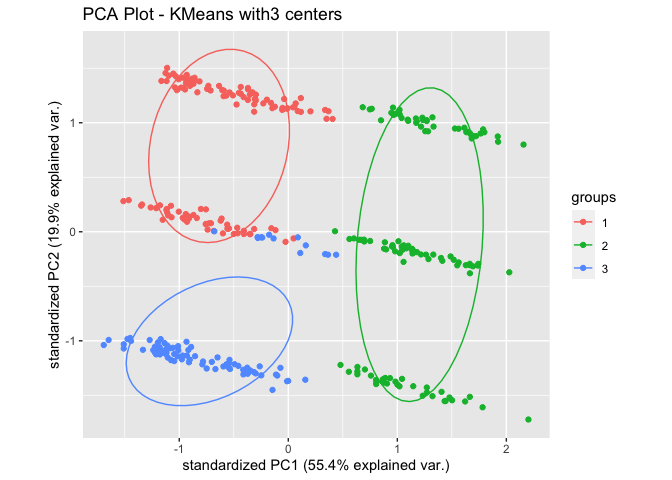 PCA Plot - KMeans with3 centers
standardized PC2 (19.9% explained var.)
1
0
-1
-1
0
1
2
standardized PC1 (55.4% explained var.)
groups
1
2
3